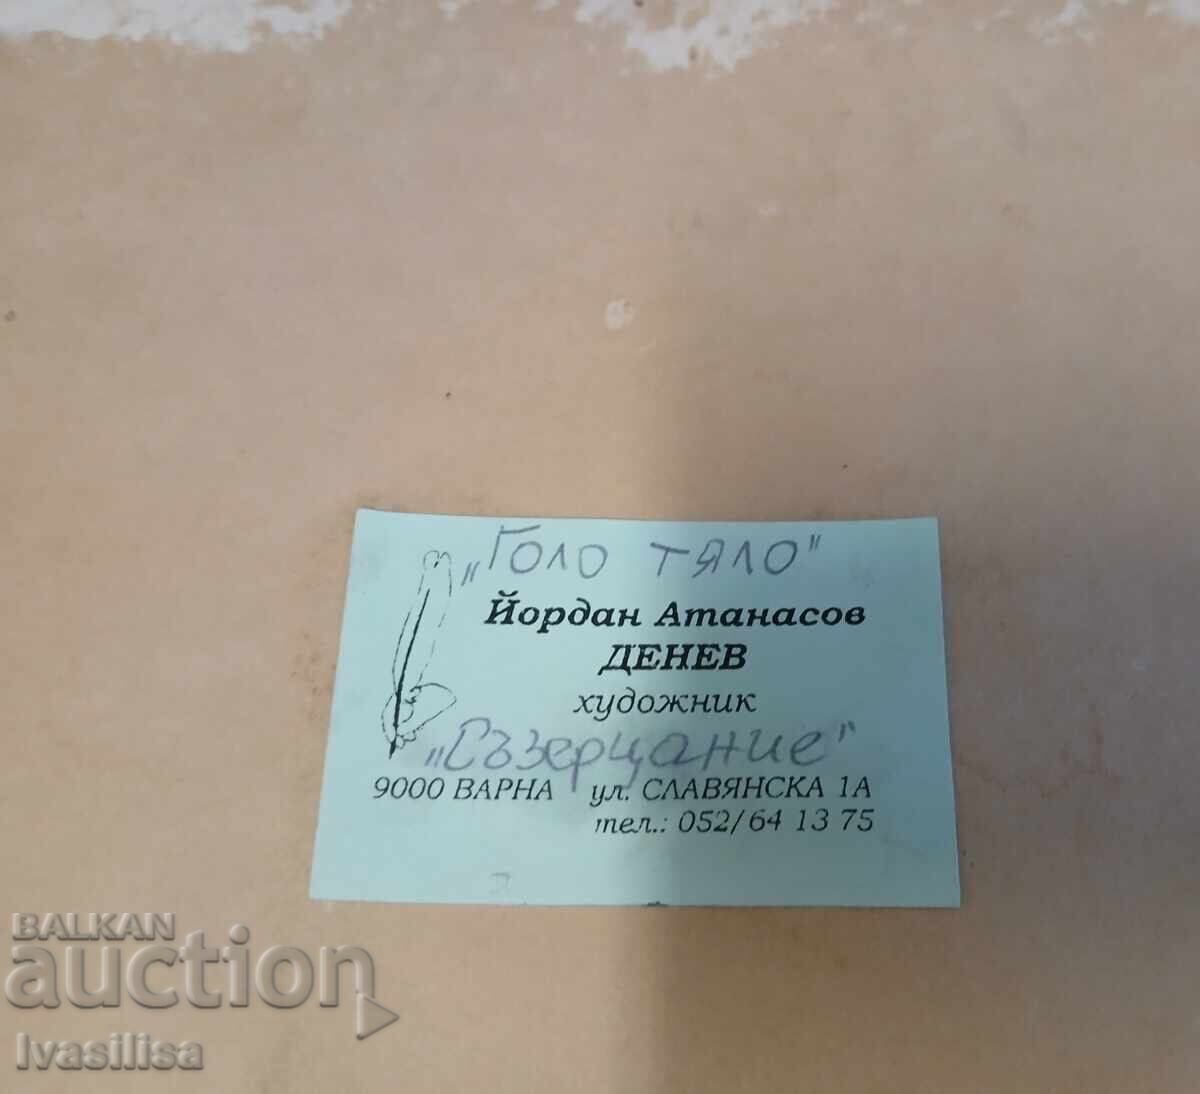 „Голо тяло"
Йордан Атанасов
ДЕНЕВ
художник
„Съзерцание"
9000 ВАРНА ул. СЛАВЯНСКА 1А
тел.: 052/64 13 75
BALKAN
auction
Ivasilisa